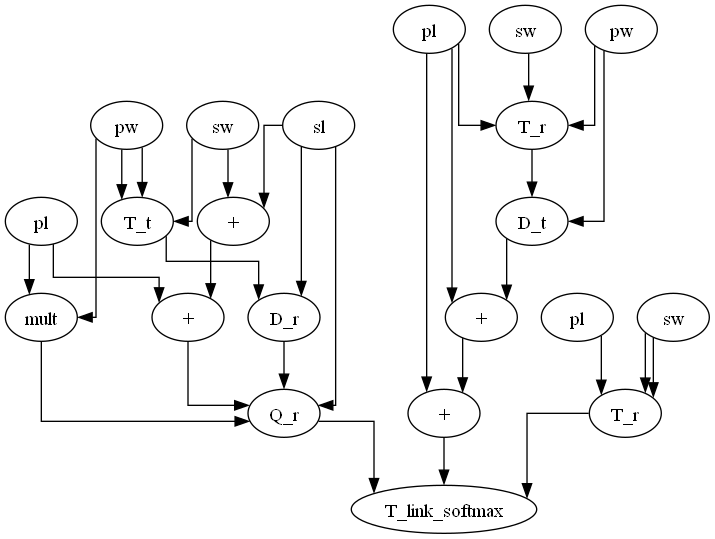 pl sw pw
pw sw sl T_r
pl T_t + D_t
mult + D_r + pl sw
Q_r + T_r
T_link_softmax